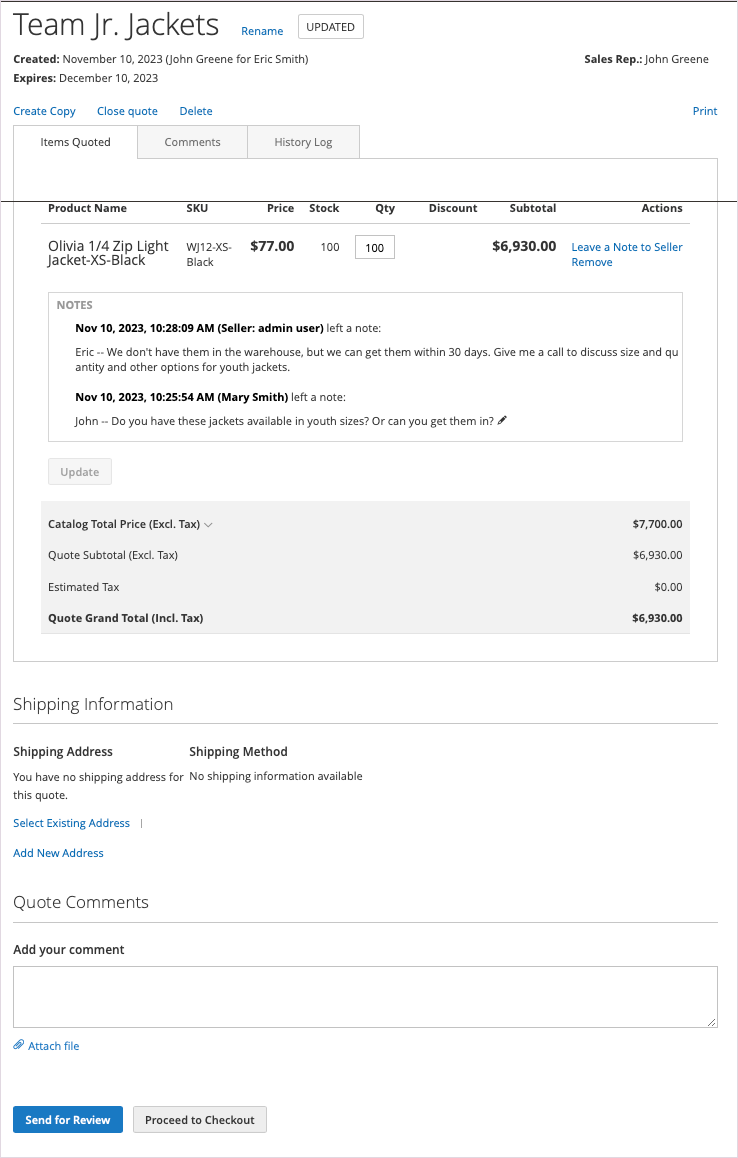 Team Jr. Jackets Rename UPDATED
Created: November 10, 2023 (John Greene for Eric Smith) Sales Rep.: John Greene
Expires: December 10, 2023
Create Copy Close quote Delete Print
Items Quoted Comments History Log
Product Name SKU Price Stock Qty Discount Subtotal Actions
Olivia 1/4 Zip Light WJ12-XS- $77.00 100 100 $6,930.00 Leave a Note to Seller
Jacket-XS-Black Black Remove
NOTES
Nov 10, 2023, 10:28:09 AM (Seller: admin user) left a note:
Eric -- We don't have them in the warehouse, but we can get them within 30 days. Give me a call to discuss size and qu
antity and other options for youth jackets.
Nov 10, 2023, 10:25:54 AM (Mary Smith) left a note:
John -- Do you have these jackets available in youth sizes? Or can you get them in?
Update
Catalog Total Price (Excl. Tax) $7,700.00
Quote Subtotal (Excl. Tax) $6,930.00
Estimated Tax $0.00
Quote Grand Total (Incl. Tax) $6,930.00
Shipping Information
Shipping Address Shipping Method
You have no shipping address for No shipping information available
this quote.
Select Existing Address |
Add New Address
Quote Comments
Add your comment
Attach file
Send for Review Proceed to Checkout